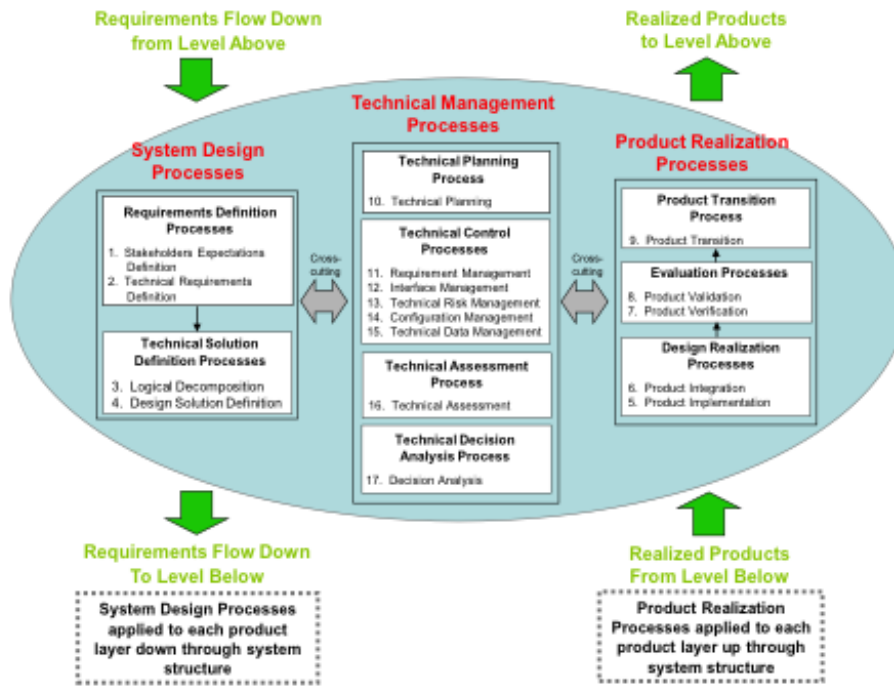 Requirements Flow Down
from Level Above
Realized Products
to Level Above
Technical Management
Processes
System Design
Processes
Product Realization
Processes
Requirements Definition
Processes
1. Stakeholders Expectations
Definition
2. Technical Requirements
Definition
Technical Solution
Definition Processes
3. Logical Decomposition
4. Design Solution Definition
Cross-
cutting
Technical Planning
Process
10. Technical Planning
Technical Control
Processes
11. Requirement Management
12. Interface Management
13. Technical Risk Management
14. Configuration Management
15. Technical Data Management
Technical Assessment
Process
16. Technical Assessment
Technical Decision
Analysis Process
17. Decision Analysis
Cross-
cutting
Product Transition
Process
9. Product Transition
Evaluation Processes
8. Product Validation
7. Product Verification
Design Realization
Processes
6. Product Integration
5. Product Implementation
Requirements Flow Down
To Level Below
System Design Processes
applied to each product
layer down through system
structure
Realized Products
From Level Below
Product Realization
Processes applied to each
product layer up through
system structure